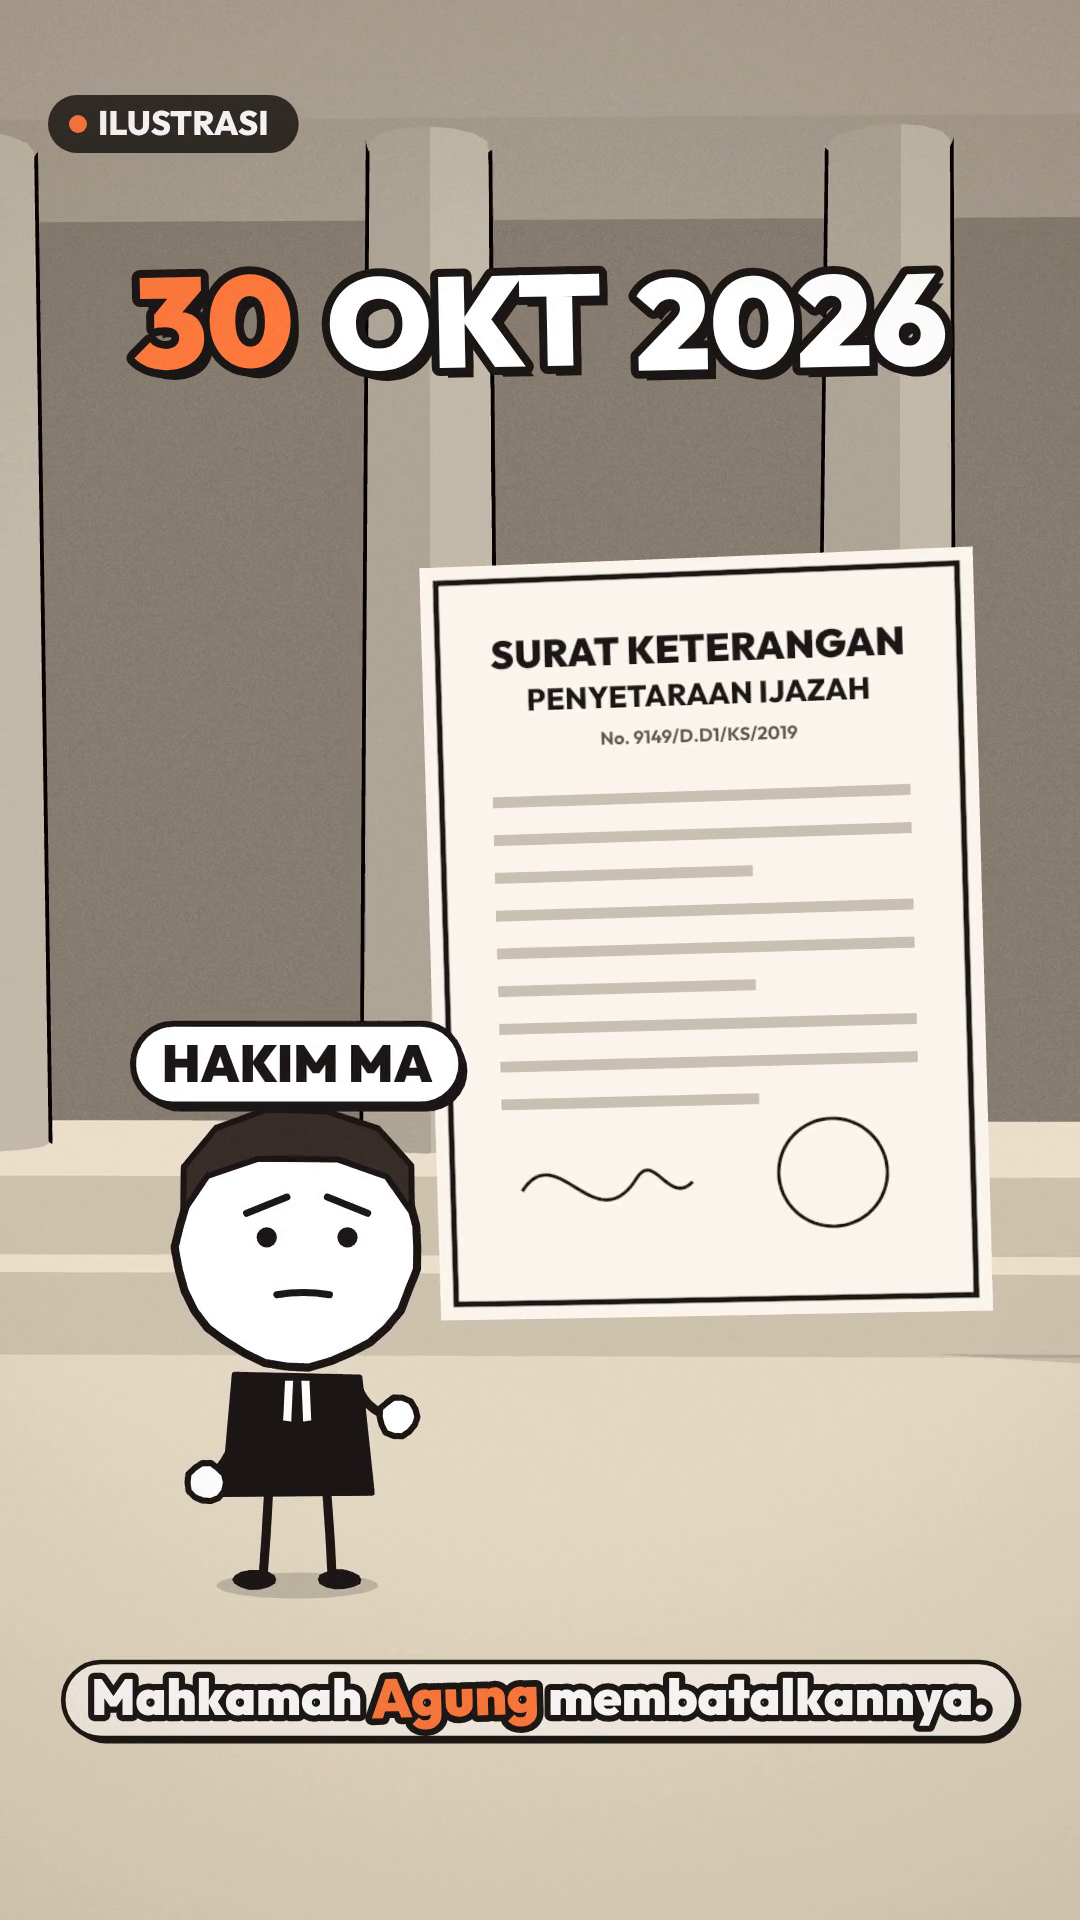 ILUSTRASI
30 OKT 2026
SURAT KETERANGAN
PENYETARAAN IJAZAH
No. 9149/D.D1/KS/2019
HAKIM MA
Mahkamah Agung membatalkannya.